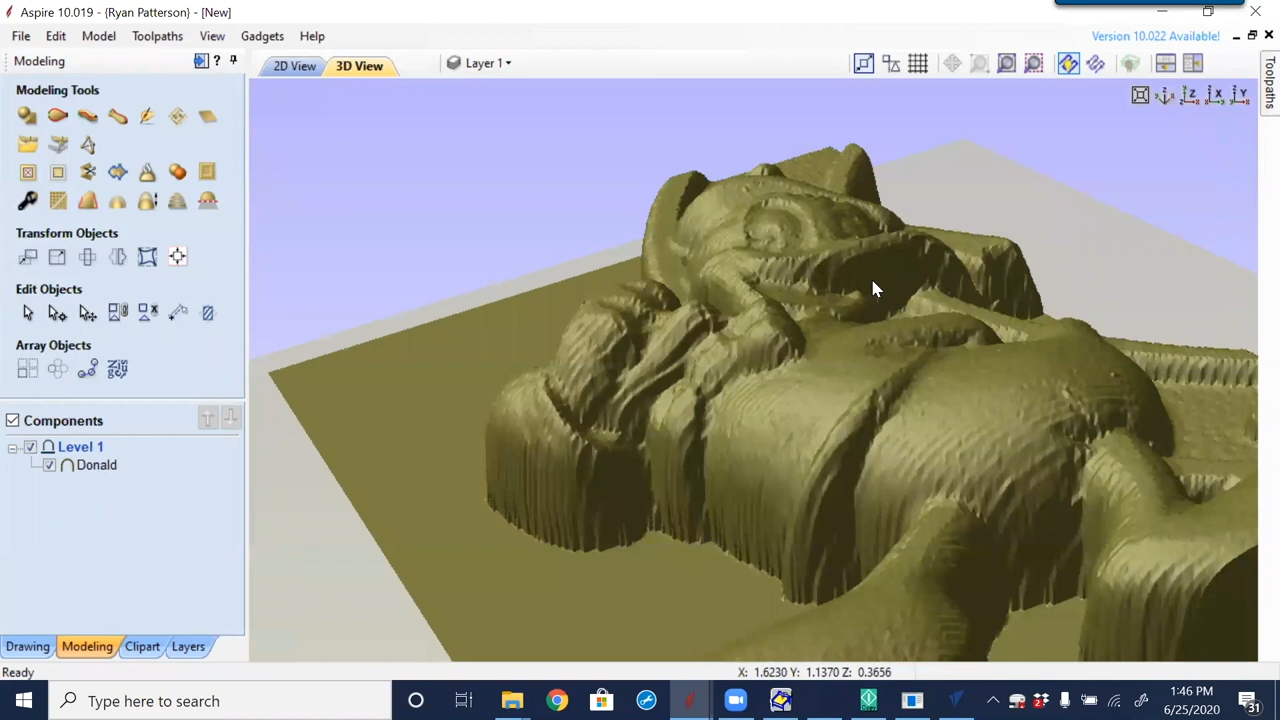 Aspire 10.019 - {Ryan Patterson} - [New]
File Edit Model Toolpaths View Gadgets Help
Version 10.022 Available!
Modeling
?
2D View 3D View
Layer 1
Toolpaths
Z X Y
Modeling Tools
Transform Objects
Edit Objects
Array Objects
Components
Level 1
Donald
Drawing Modeling Clipart Layers
Ready
X: 1.6230 Y: 1.1370 Z: 0.3656
Type here to search
1:46 PM
6/25/2020
31